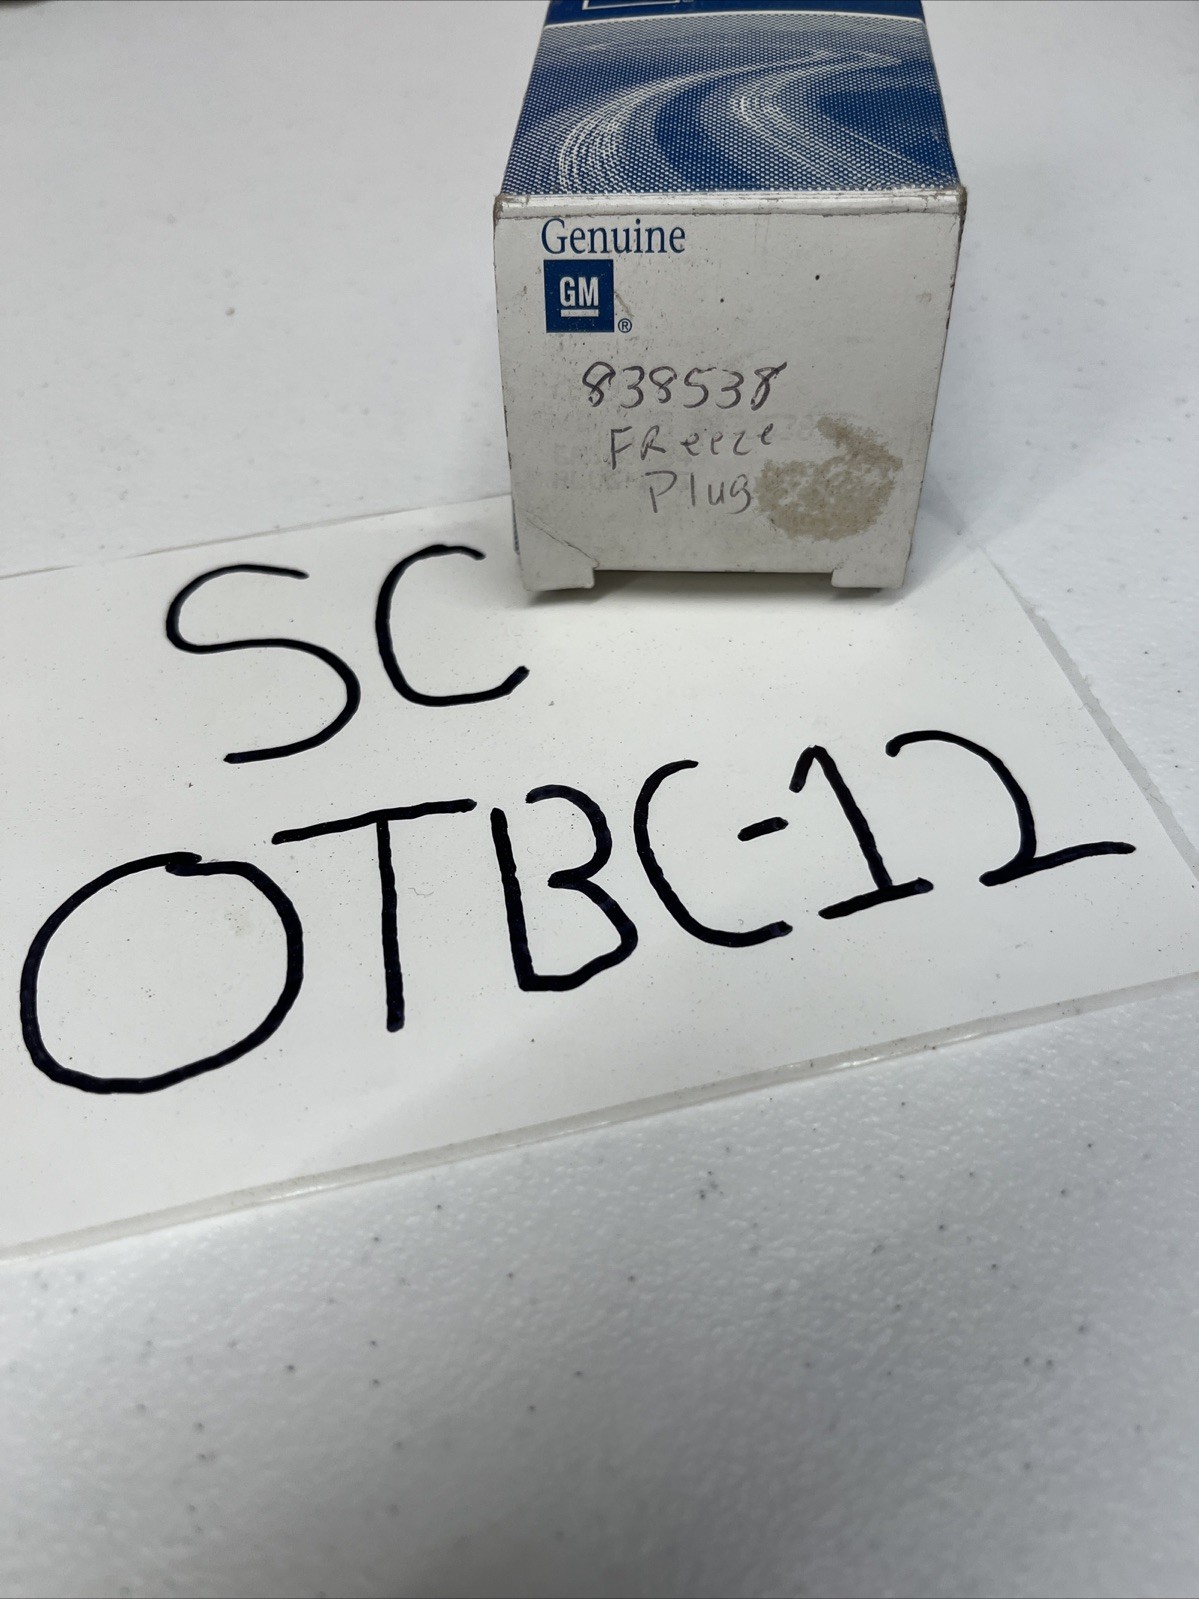 Genuine
GM
®
838538
FReeze
Plug
SC
OTBC-12